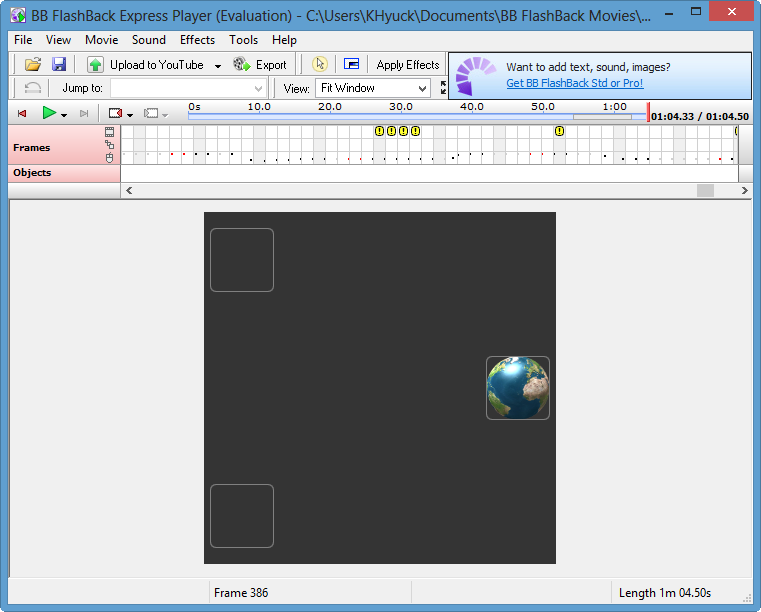 BB FlashBack Express Player (Evaluation) - C:\Users\KHyuck\Documents\BB FlashBack Movies\...
File View Movie Sound Effects Tools Help
Upload to YouTube Export Apply Effects
Want to add text, sound, images?
Get BB FlashBack Std or Pro!
Jump to: View: Fit Window
0s 10.0 20.0 30.0 40.0 50.0 1:00
01:04.33 / 01:04.50
Frames
Objects
Frame 386 Length 1m 04.50s